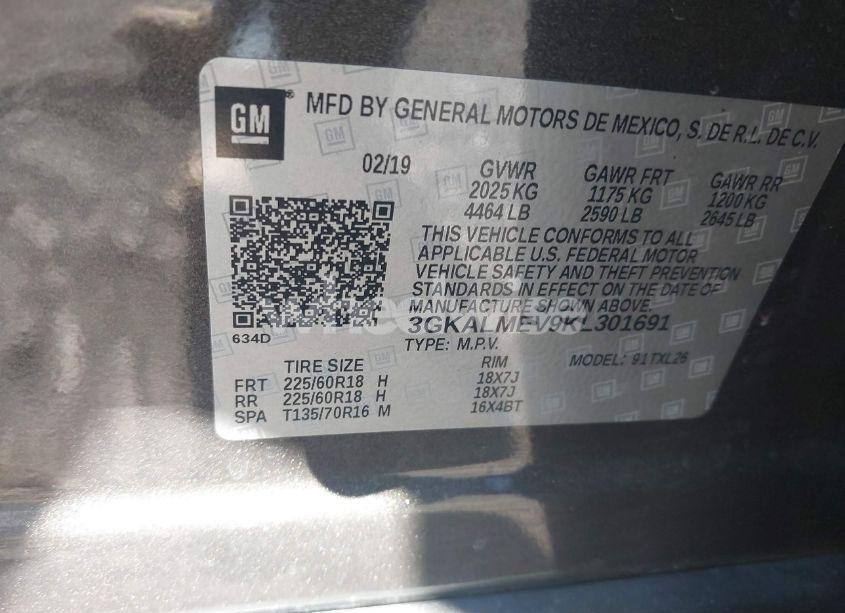 GM ® MFD BY GENERAL MOTORS DE MEXICO, S. DE R.L. DE C.V.
02/19 GVWR GAWR FRT GAWR RR
2025 KG 1175 KG 1200 KG
4464 LB 2590 LB 2645 LB
THIS VEHICLE CONFORMS TO ALL
APPLICABLE U.S. FEDERAL MOTOR
VEHICLE SAFETY AND THEFT PREVENTION
STANDARDS IN EFFECT ON THE DATE OF
MANUFACTURE SHOWN ABOVE.
3GKALMEV9KL301691
634D
TYPE: M.P.V. MODEL: 91TXL26
TIRE SIZE RIM
FRT 225/60R18 H 18X7J
RR 225/60R18 H 18X7J
SPA T135/70R16 M 16X4BT